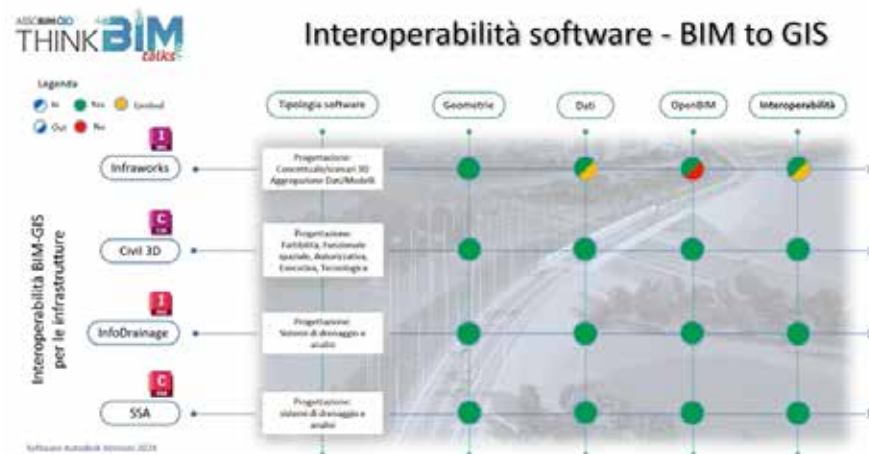 ASSOBIM
THINK BIM
talks
Interoperabilità software - BIM to GIS
Legenda
In
Yes
Limited
Out
No
Tipologia software
Geometrie
Dati
OpenBIM
Interoperabilità
Interoperabilità BIM-GIS
per le infrastrutture
I
Infraworks
Progettazione:
Concettuale/scenari 3D
Aggregazione Dati/Modelli
C
Civil 3D
Progettazione:
Fattibilità, Funzionale
spaziale, Autorizzativa,
Esecutiva, Tecnologica
I
InfoDrainage
Progettazione:
Sistemi di drenaggio e
analisi
C
SSA
Progettazione:
sistemi di drenaggio e
analisi
Software Autodesk Versioni 2024